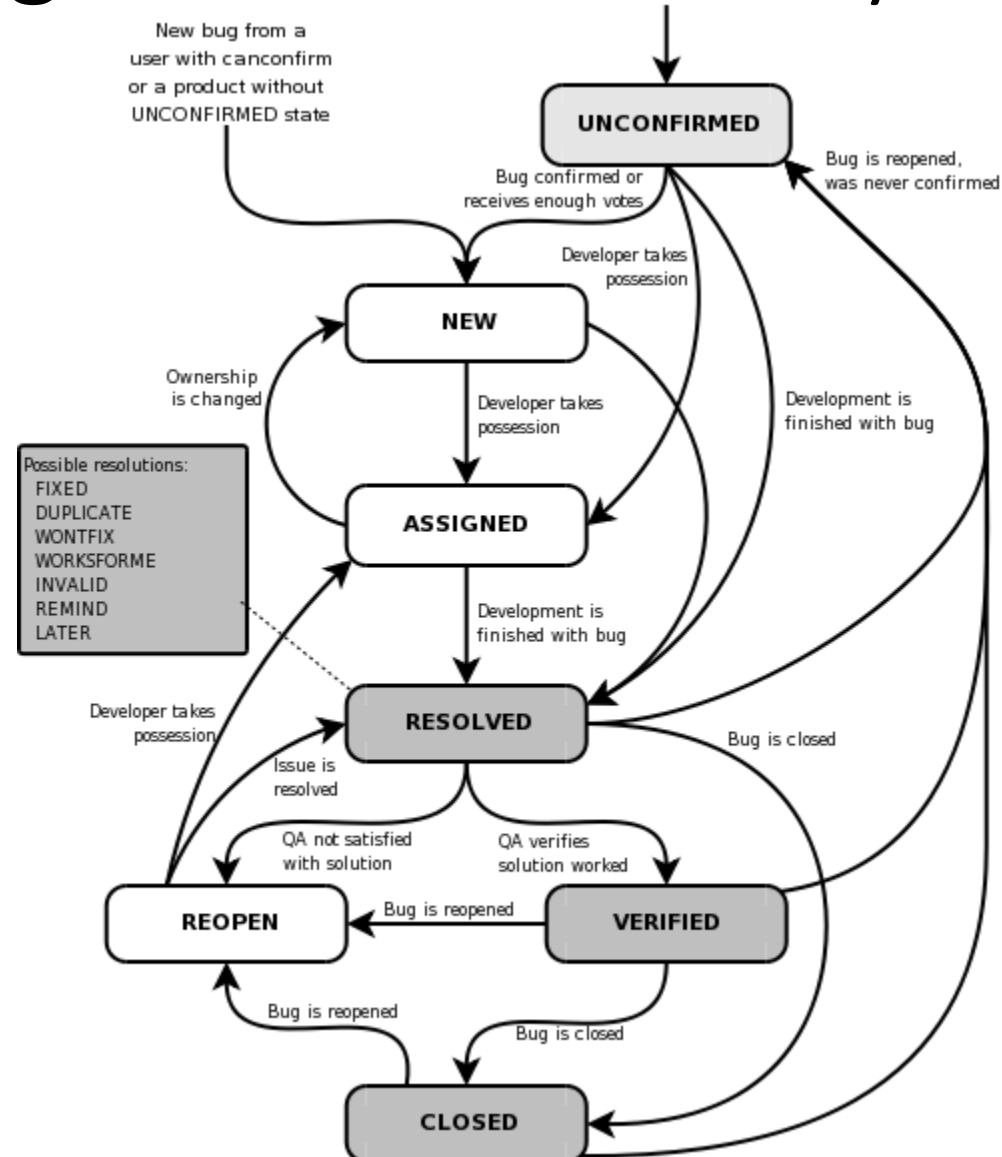 New bug from a
user with canconfirm
or a product without
UNCONFIRMED state
UNCONFIRMED
Bug is reopened,
was never confirmed
Bug confirmed or
receives enough votes
Developer takes
possession
NEW
Ownership
is changed
Developer takes
possession
Development is
finished with bug
Possible resolutions:
FIXED
DUPLICATE
WONTFIX
WORKSFORME
INVALID
REMIND
LATER
ASSIGNED
Development is
finished with bug
Developer takes
possession
RESOLVED
Bug is closed
Issue is
resolved
QA not satisfied
with solution
QA verifies
solution worked
REOPEN
Bug is reopened
VERIFIED
Bug is reopened
Bug is closed
CLOSED